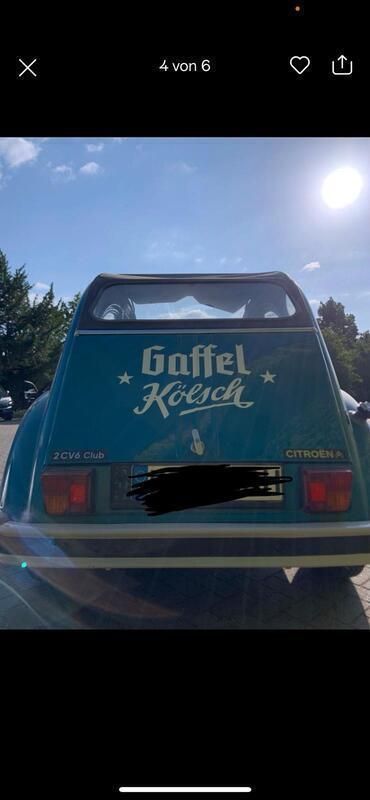 4 von 6
Gaffel
Kölsch
2CV6 Club
CITROËN